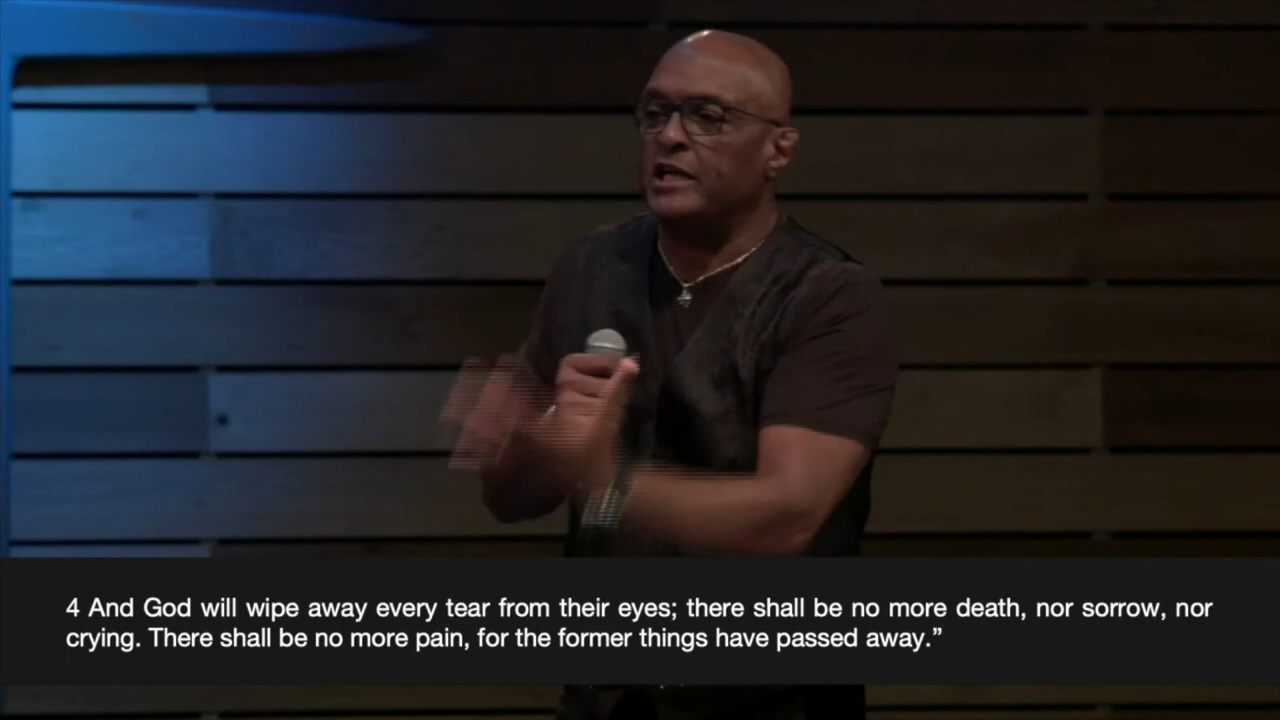 4 And God will wipe away every tear from their eyes; there shall be no more death, nor sorrow, nor
crying. There shall be no more pain, for the former things have passed away.”